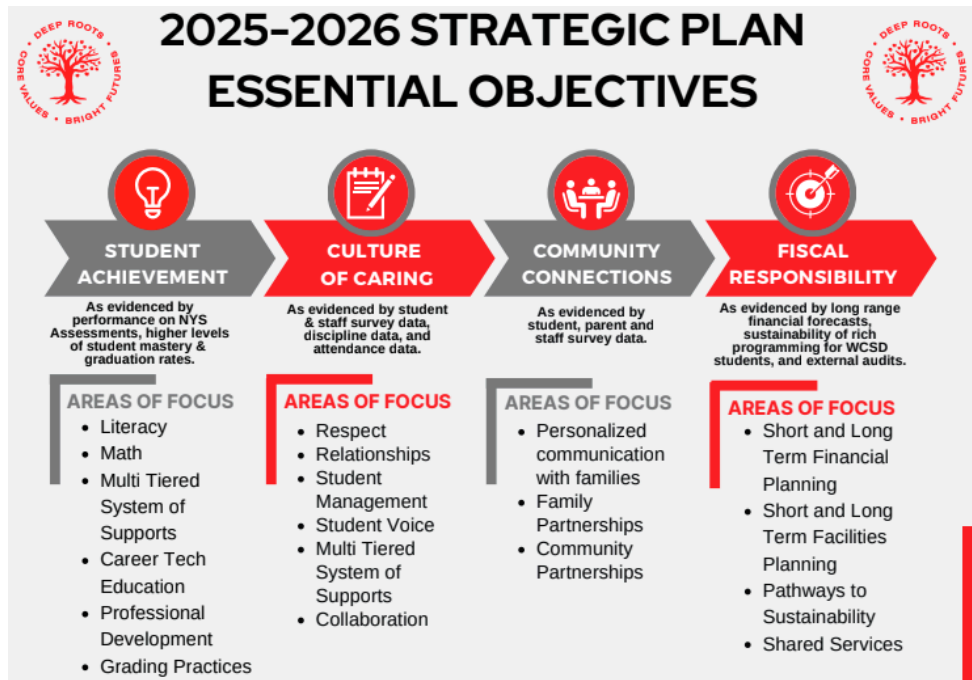 2025-2026 STRATEGIC PLAN
ESSENTIAL OBJECTIVES
DEEP ROOTS • BRIGHT FUTURES • CORE VALUES •
DEEP ROOTS • BRIGHT FUTURES • CORE VALUES •
STUDENT
ACHIEVEMENT
As evidenced by
performance on NYS
Assessments, higher levels
of student mastery &
graduation rates.
AREAS OF FOCUS
• Literacy
• Math
• Multi Tiered
System of
Supports
• Career Tech
Education
• Professional
Development
• Grading Practices
CULTURE
OF CARING
As evidenced by student
& staff survey data,
discipline data, and
attendance data.
AREAS OF FOCUS
• Respect
• Relationships
• Student
Management
• Student Voice
• Multi Tiered
System of
Supports
• Collaboration
COMMUNITY
CONNECTIONS
As evidenced by
student, parent and
staff survey data.
AREAS OF FOCUS
• Personalized
communication
with families
• Family
Partnerships
• Community
Partnerships
FISCAL
RESPONSIBILITY
As evidenced by long range
financial forecasts,
sustainability of rich
programming for WCSD
students, and external audits.
AREAS OF FOCUS
• Short and Long
Term Financial
Planning
• Short and Long
Term Facilities
Planning
• Pathways to
Sustainability
• Shared Services